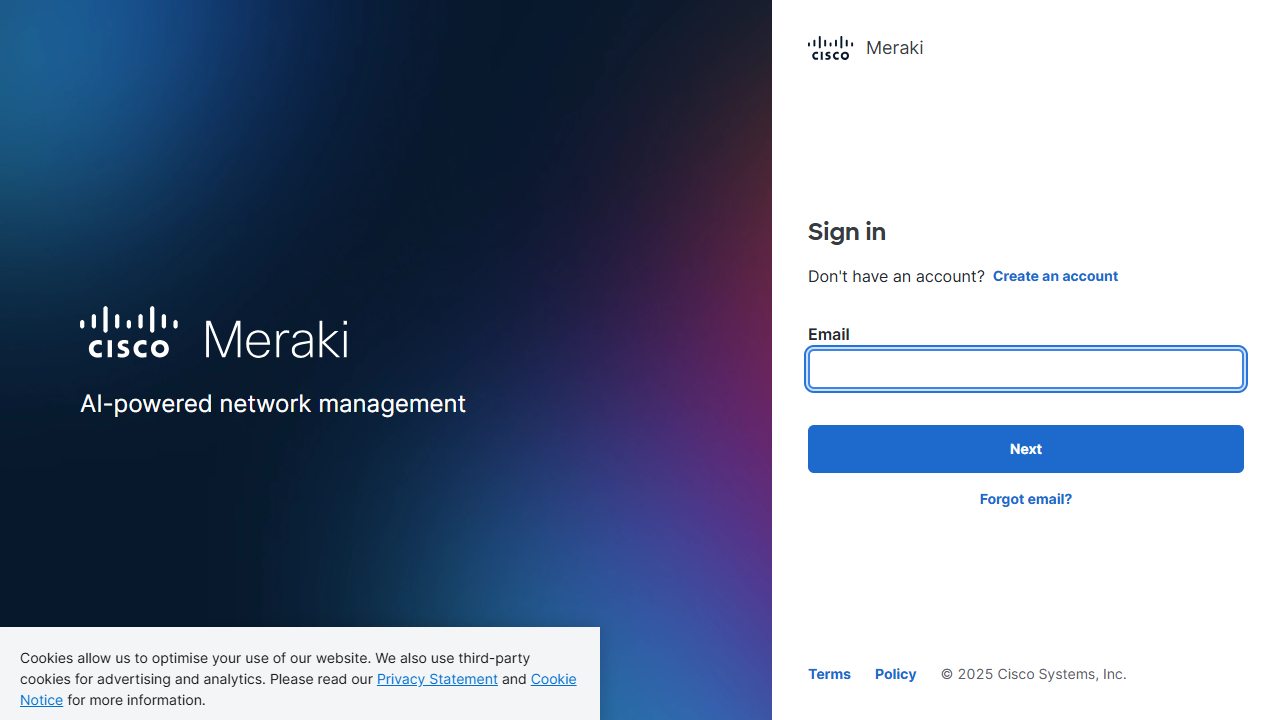 CISCO Meraki
AI-powered network management
Cookies allow us to optimise your use of our website. We also use third-party
cookies for advertising and analytics. Please read our Privacy Statement and Cookie
Notice for more information.
CISCO Meraki
Sign in
Don't have an account? Create an account
Email
Next
Forgot email?
Terms Policy © 2025 Cisco Systems, Inc.